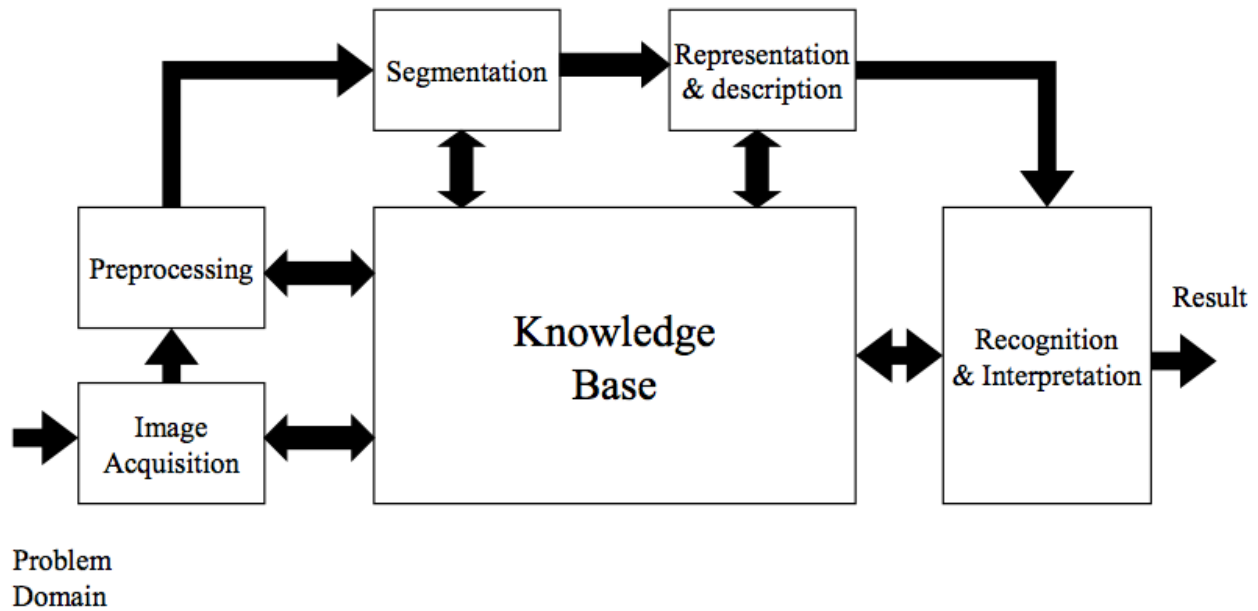 Segmentation
Representation
& description
Preprocessing
Knowledge
Base
Result
Recognition
& Interpretation
Image
Acquisition
Problem
Domain